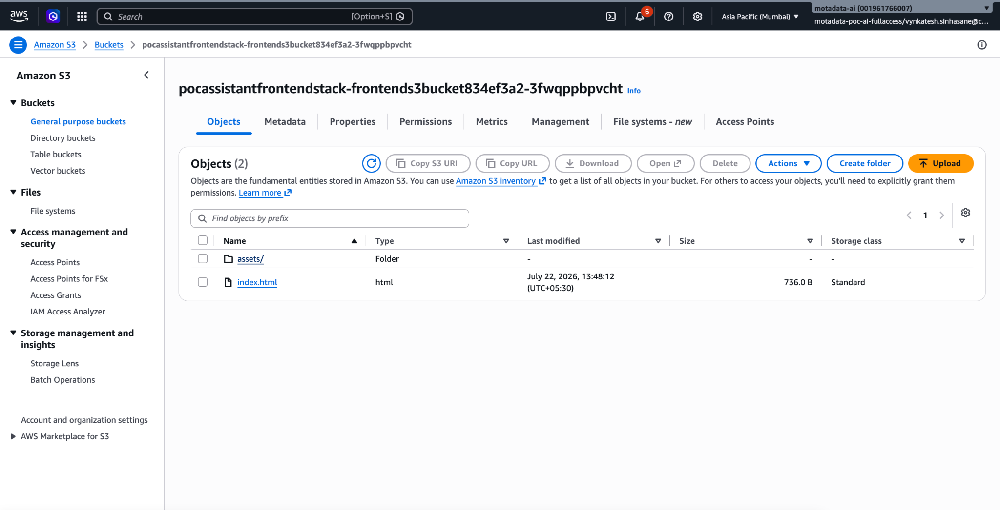 aws
Search
[Option+S]
6
Asia Pacific (Mumbai)
motadata-ai (001961766007)
motadata-poc-ai-fullaccess/vynkatesh.sinhasane@c...
Amazon S3
Buckets
pocassistantfrontendstack-frontends3bucket834ef3a2-3fwqppbpvcht
Amazon S3
Buckets
General purpose buckets
Directory buckets
Table buckets
Vector buckets
Files
File systems
Access management and
security
Access Points
Access Points for FSx
Access Grants
IAM Access Analyzer
Storage management and
insights
Storage Lens
Batch Operations
Account and organization settings
AWS Marketplace for S3
pocassistantfrontendstack-frontends3bucket834ef3a2-3fwqppbpvcht Info
Objects
Metadata
Properties
Permissions
Metrics
Management
File systems - new
Access Points
Objects (2)
Copy S3 URI
Copy URL
Download
Open
Delete
Actions
Create folder
Upload
Objects are the fundamental entities stored in Amazon S3. You can use Amazon S3 inventory to get a list of all objects in your bucket. For others to access your objects, you'll need to explicitly grant them
permissions. Learn more
Find objects by prefix
1
Name
Type
Last modified
Size
Storage class
assets/
Folder
-
-
-
index.html
html
July 22, 2026, 13:48:12
(UTC+05:30)
736.0 B
Standard